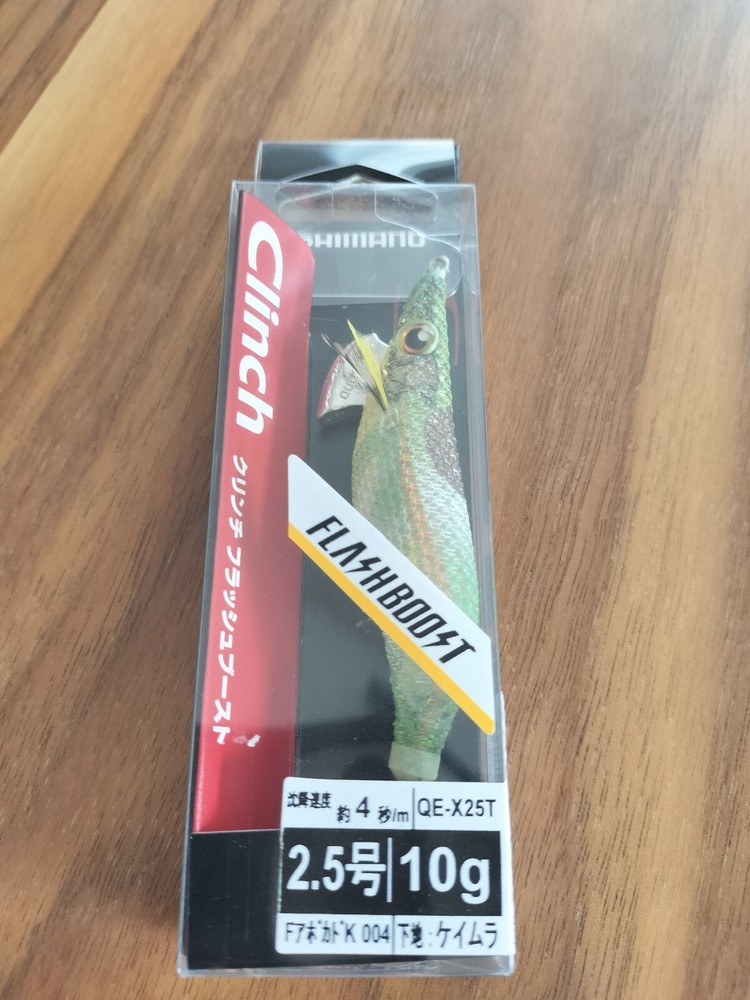 SHIMANO
Clinch
クリンチ フラッシュブースト
FLASHBOOST
沈降速度 約 4 秒/m
QE-X25T
2.5号
10g
Fアボカド K 004
下地:ケイムラ